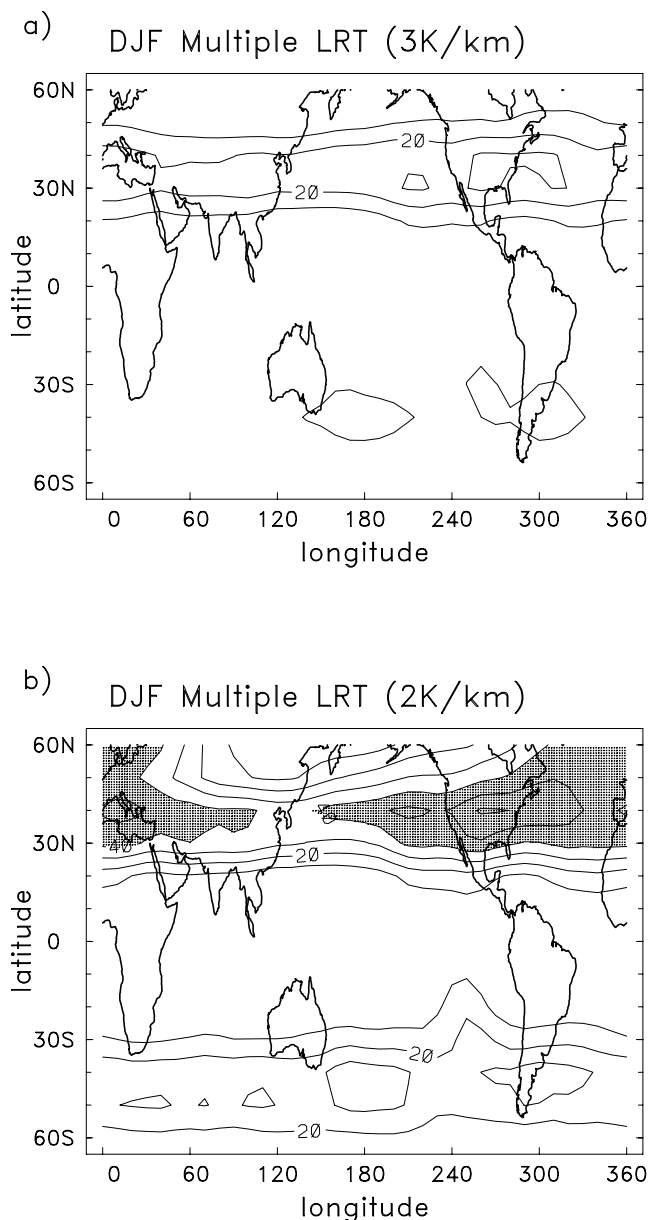 a)
DJF Multiple LRT (3K/km)
60N
30N
0
30S
60S
latitude
20
20
0 60 120 180 240 300 360
longitude
b)
DJF Multiple LRT (2K/km)
60N
30N
0
30S
60S
latitude
40
20
20
20
0 60 120 180 240 300 360
longitude